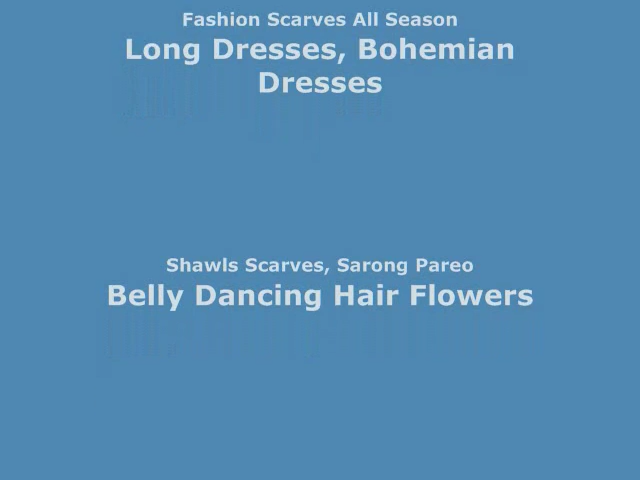 Fashion Scarves All Season
Long Dresses, Bohemian
Dresses
Shawls Scarves, Sarong Pareo
Belly Dancing Hair Flowers